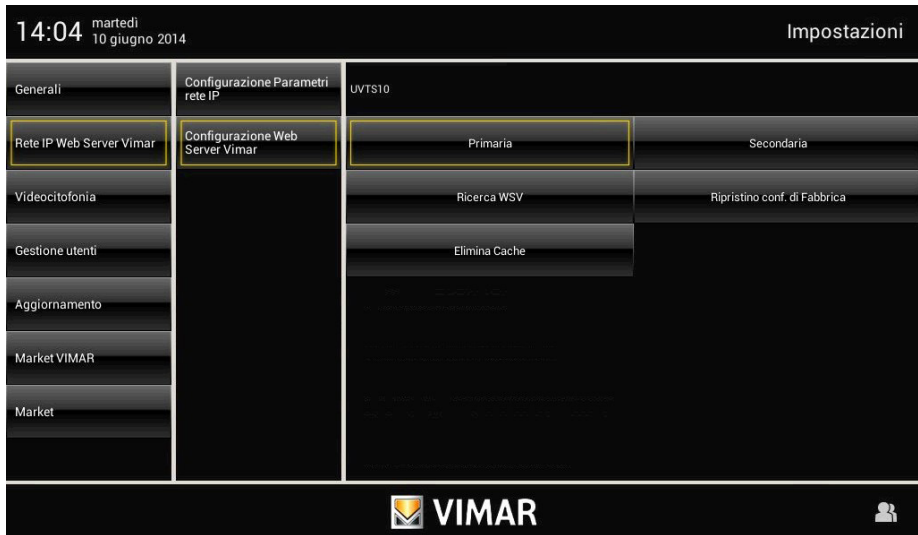 14:04 martedì
10 giugno 2014
Impostazioni
Generali
Rete IP Web Server Vimar
Videocitofonia
Gestione utenti
Aggiornamento
Market VIMAR
Market
Configurazione Parametri
rete IP
Configurazione Web
Server Vimar
UVTS10
Primaria
Secondaria
Ricerca WSV
Ripristino conf. di Fabbrica
Elimina Cache
VIMAR